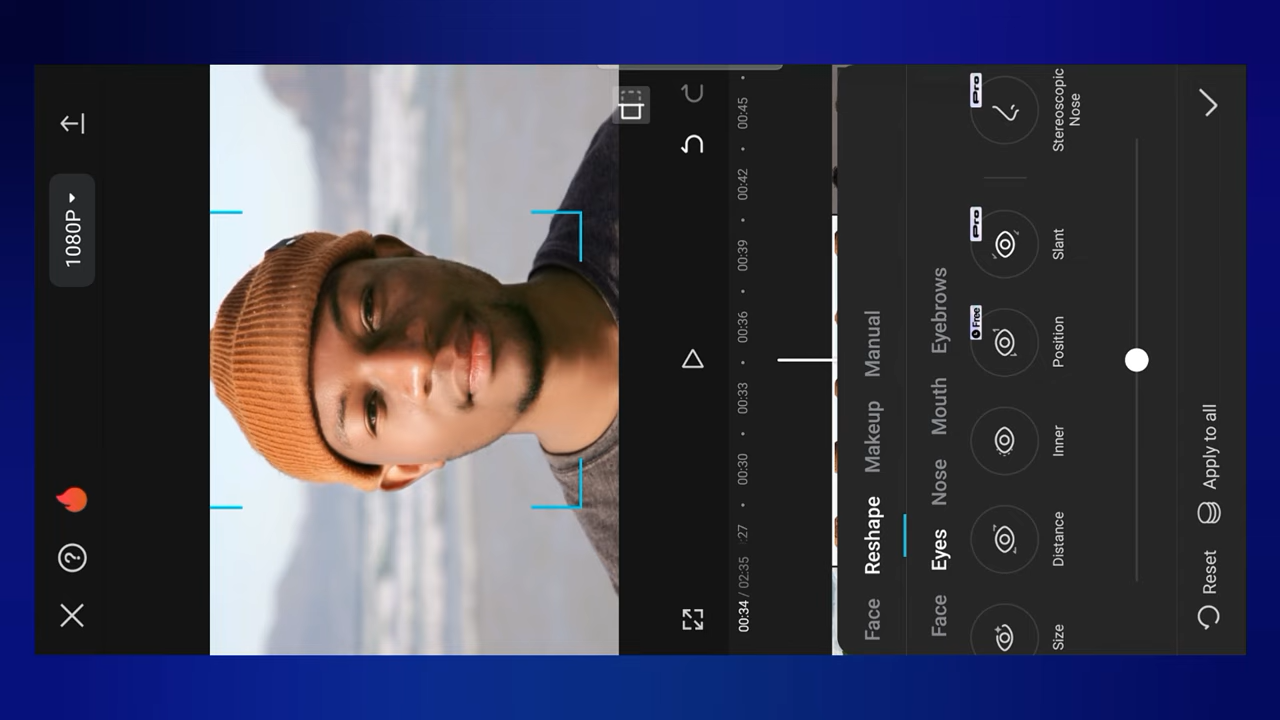 1080P
00:34 / 02:35
:27
00:30
00:33
00:36
00:39
00:42
00:45
Face Reshape Makeup Manual
Face Eyes Nose Mouth Eyebrows
Free
Pro
Pro
Size
Distance
Inner
Position
Slant
Stereoscopic
Nose
Reset
Apply to all